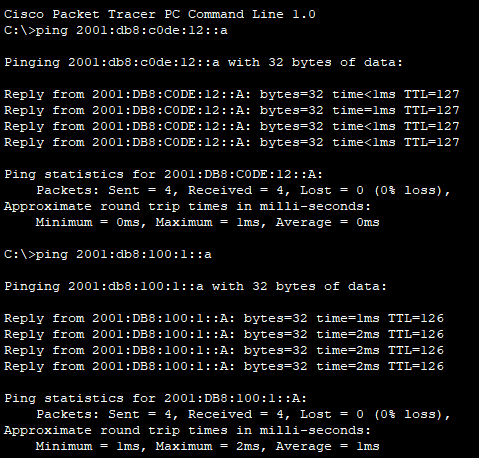 Cisco Packet Tracer PC Command Line 1.0
C:\>ping 2001:db8:c0de:12::a
Pinging 2001:db8:c0de:12::a with 32 bytes of data:
Reply from 2001:DB8:C0DE:12::A: bytes=32 time<1ms TTL=127
Reply from 2001:DB8:C0DE:12::A: bytes=32 time=1ms TTL=127
Reply from 2001:DB8:C0DE:12::A: bytes=32 time<1ms TTL=127
Reply from 2001:DB8:C0DE:12::A: bytes=32 time<1ms TTL=127
Ping statistics for 2001:DB8:C0DE:12::A:
    Packets: Sent = 4, Received = 4, Lost = 0 (0% loss),
Approximate round trip times in milli-seconds:
    Minimum = 0ms, Maximum = 1ms, Average = 0ms
C:\>ping 2001:db8:100:1::a
Pinging 2001:db8:100:1::a with 32 bytes of data:
Reply from 2001:DB8:100:1::A: bytes=32 time=1ms TTL=126
Reply from 2001:DB8:100:1::A: bytes=32 time=2ms TTL=126
Reply from 2001:DB8:100:1::A: bytes=32 time=2ms TTL=126
Reply from 2001:DB8:100:1::A: bytes=32 time=2ms TTL=126
Ping statistics for 2001:DB8:100:1::A:
    Packets: Sent = 4, Received = 4, Lost = 0 (0% loss),
Approximate round trip times in milli-seconds:
    Minimum = 1ms, Maximum = 2ms, Average = 1ms